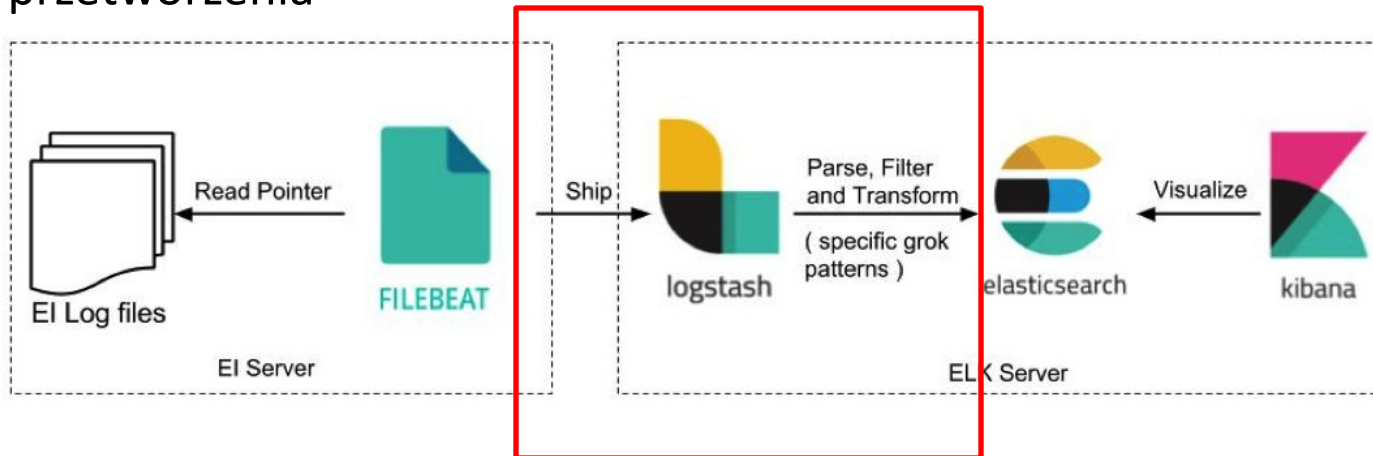 przetworzenia
Read Pointer
Ship
Parse, Filter
and Transform
( specific grok
patterns )
Visualize
EI Log files
FILEBEAT
logstash
elasticsearch
kibana
EI Server
ELK Server